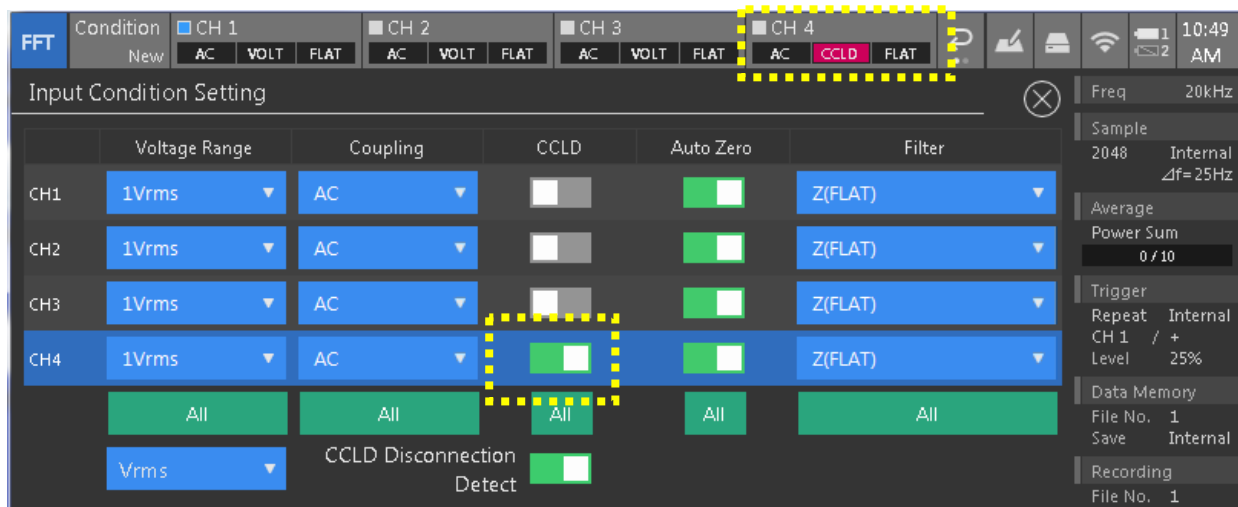 FFT
Condition
New
CH 1
AC VOLT FLAT
CH 2
AC VOLT FLAT
CH 3
AC VOLT FLAT
CH 4
AC CCLD FLAT
1
2
10:49
AM
Input Condition Setting
Voltage Range Coupling CCLD Auto Zero Filter
CH1 1Vrms AC Z(FLAT)
CH2 1Vrms AC Z(FLAT)
CH3 1Vrms AC Z(FLAT)
CH4 1Vrms AC Z(FLAT)
All All All All All
Vrms
CCLD Disconnection
Detect
Freq 20kHz
Sample
2048 Internal
⊿f=25Hz
Average
Power Sum
0 / 10
Trigger
Repeat Internal
CH 1 / +
Level 25%
Data Memory
File No. 1
Save Internal
Recording
File No. 1